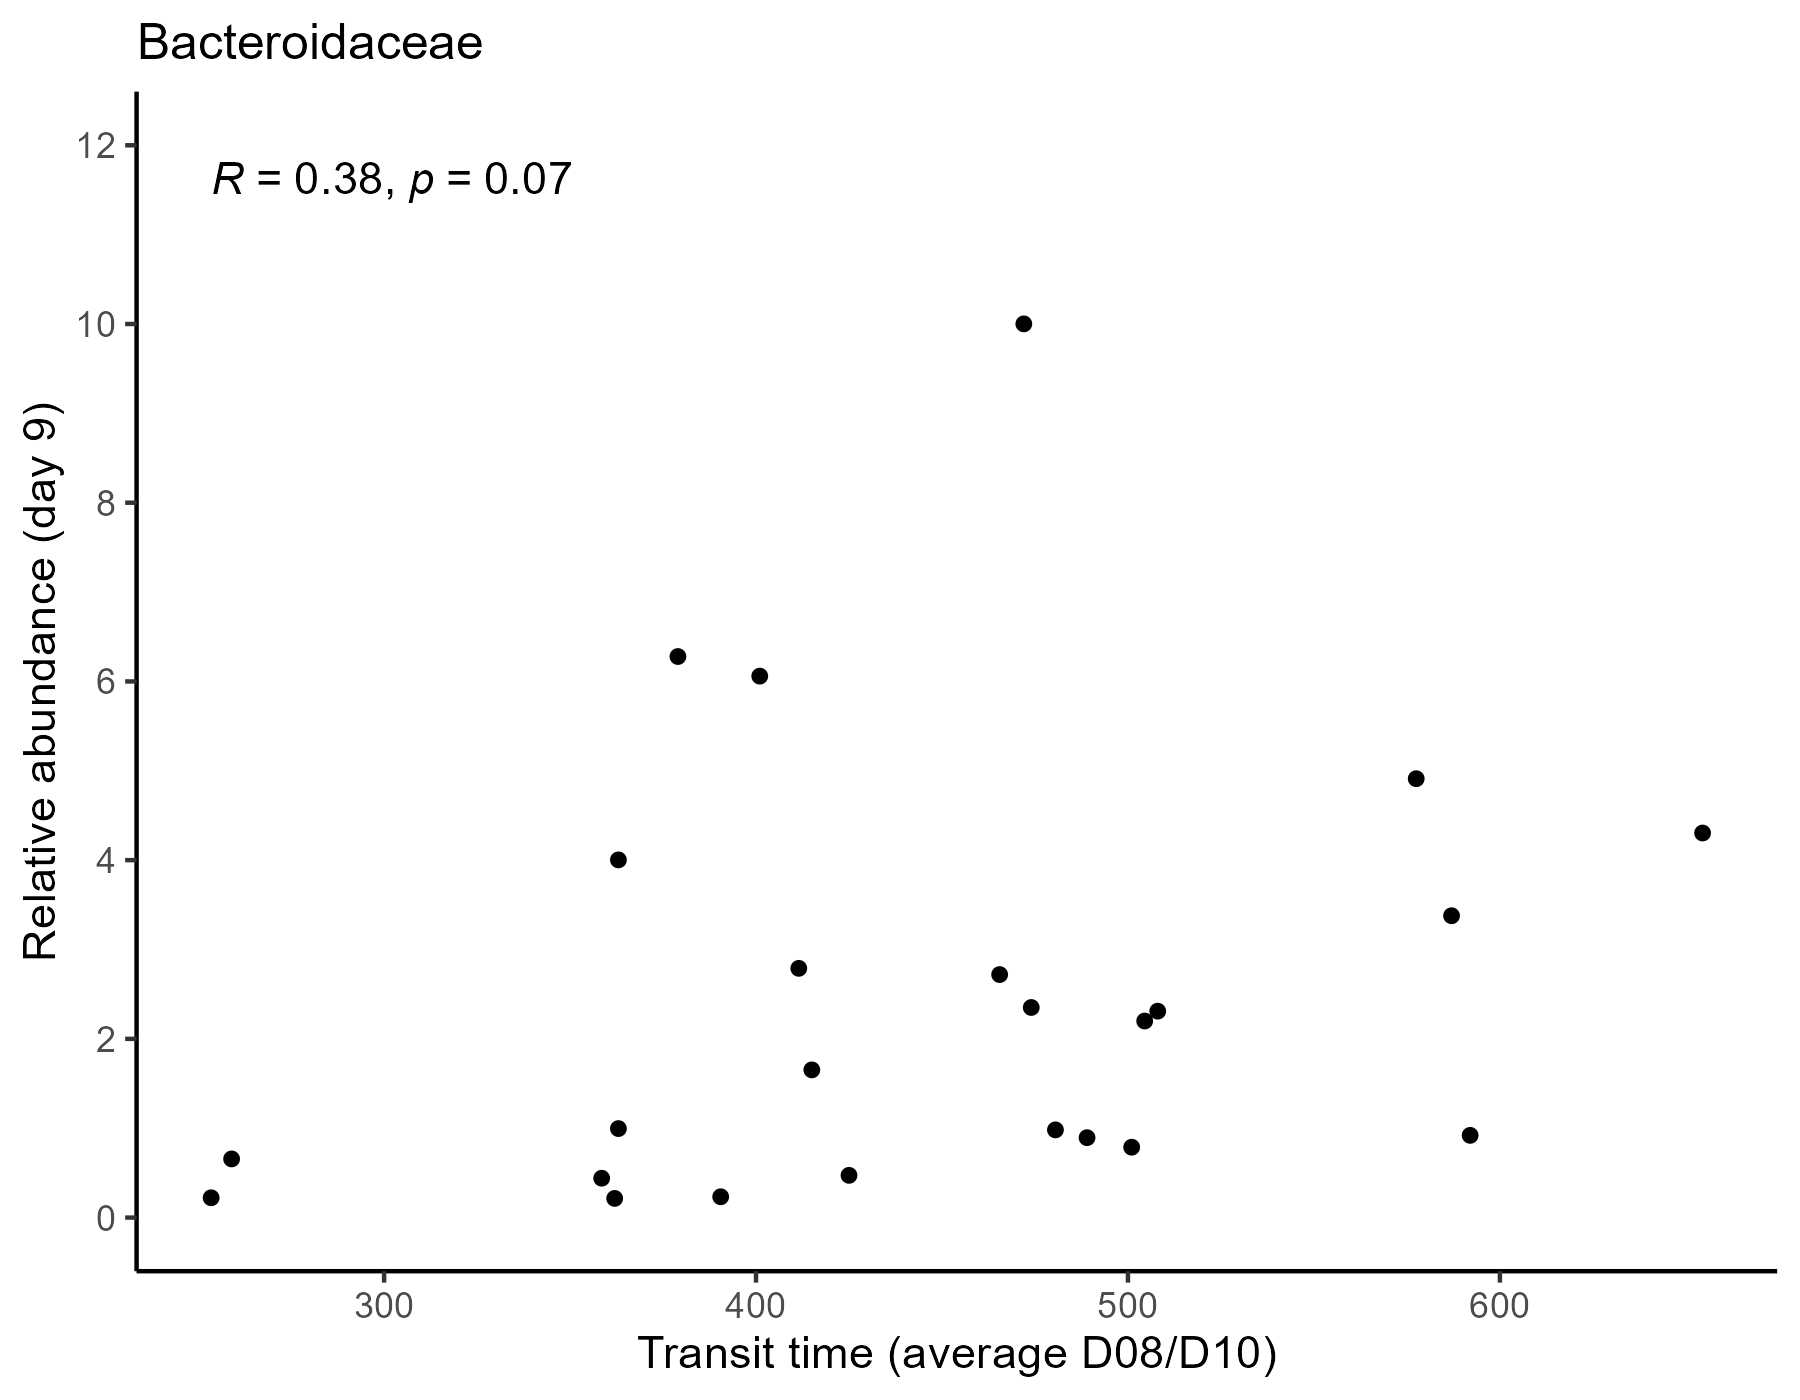 Bacteroidaceae
12
R = 0.38, p = 0.07
10
8
6
4
2
0
Relative abundance (day 9)
300 400 500 600
Transit time (average D08/D10)